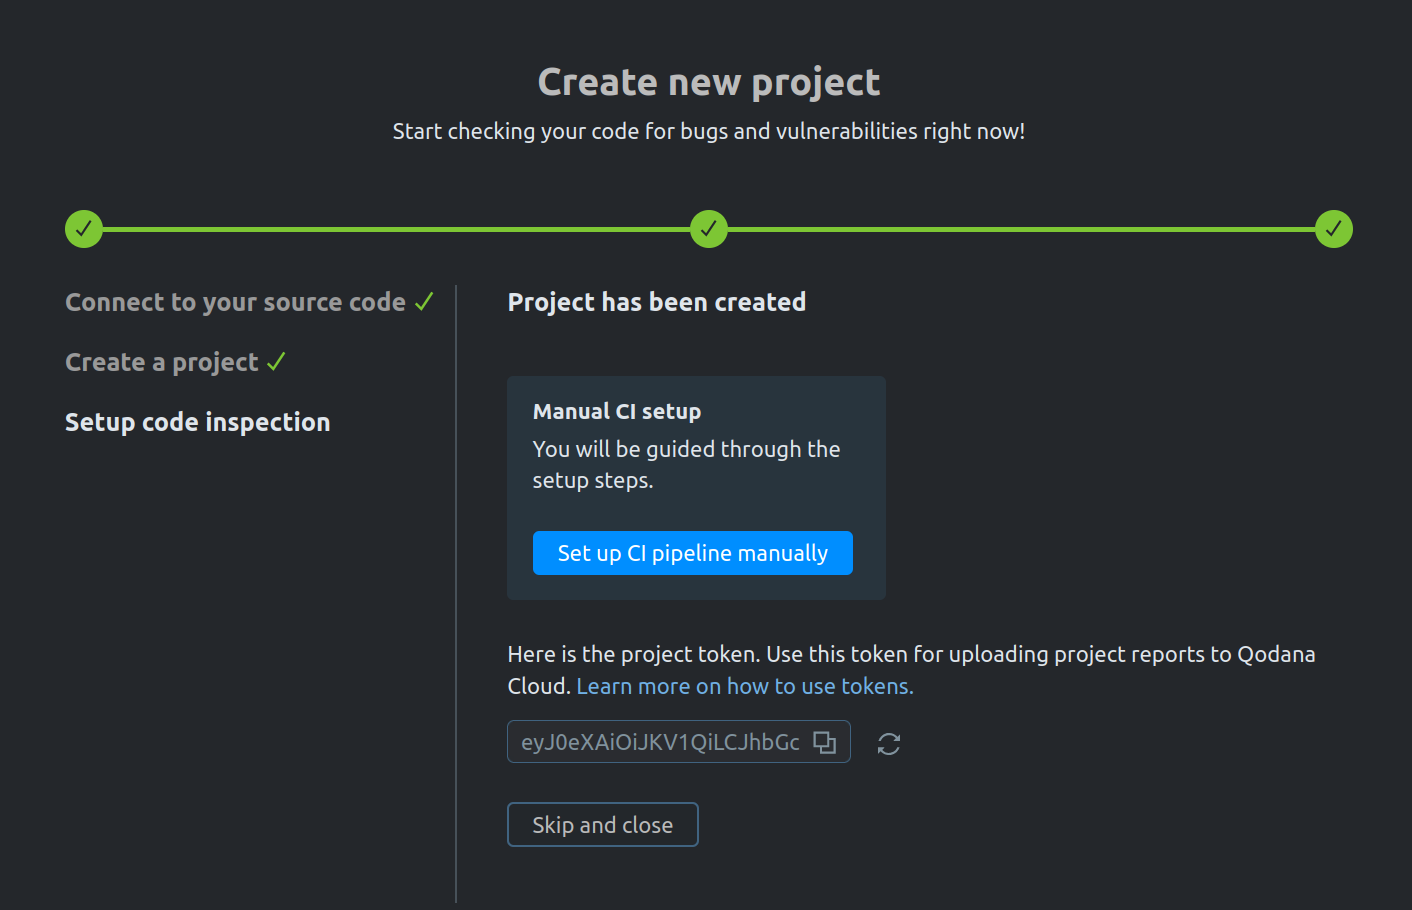 Create new project
Start checking your code for bugs and vulnerabilities right now!
Connect to your source code
Create a project
Setup code inspection
Project has been created
Manual CI setup
You will be guided through the
setup steps.
Set up CI pipeline manually
Here is the project token. Use this token for uploading project reports to Qodana
Cloud. Learn more on how to use tokens.
eyJ0eXAiOiJKV1QiLCJhbGc
Skip and close